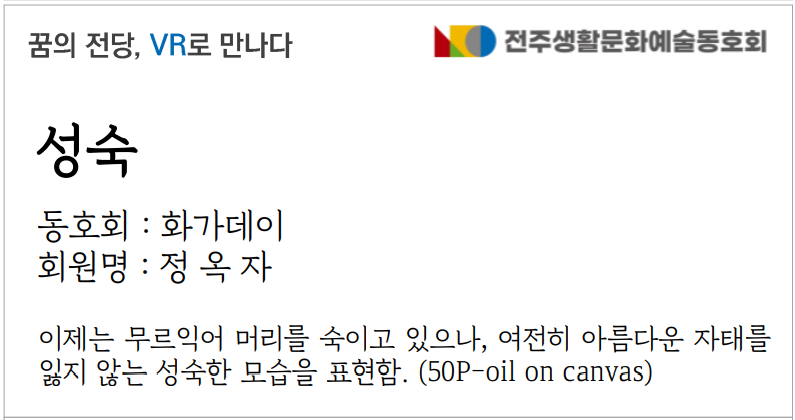 꿈의 전당, VR로 만나다
전주생활문화예술동호회
성숙
동호회 : 화가데이
회원명 : 정 옥 자
이제는 무르익어 머리를 숙이고 있으나, 여전히 아름다운 자태를
잃지 않는 성숙한 모습을 표현함. (50P-oil on canvas)